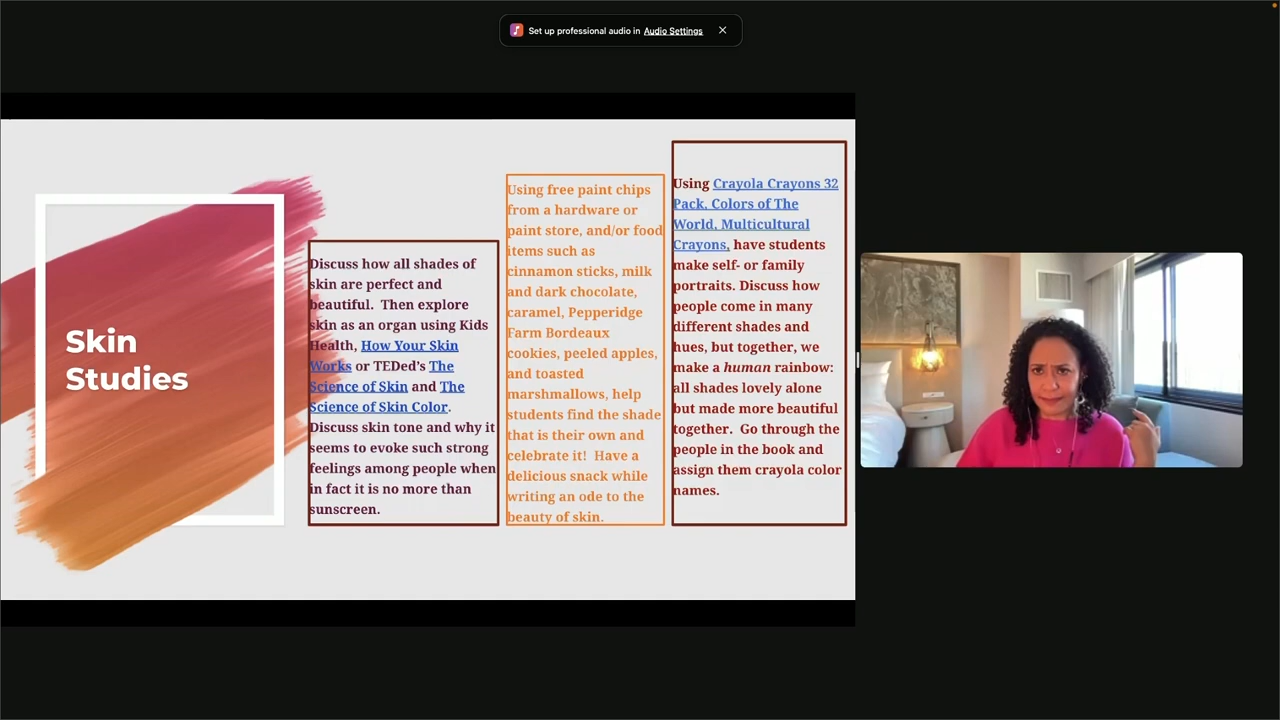 Set up professional audio in Audio Settings
Skin
Studies
Discuss how all shades of
skin are perfect and
beautiful. Then explore
skin as an organ using Kids
Health, How Your Skin
Works or TEDed’s The
Science of Skin and The
Science of Skin Color.
Discuss skin tone and why it
seems to evoke such strong
feelings among people when
in fact it is no more than
sunscreen.
Using free paint chips
from a hardware or
paint store, and/or food
items such as
cinnamon sticks, milk
and dark chocolate,
caramel, Pepperidge
Farm Bordeaux
cookies, peeled apples,
and toasted
marshmallows, help
students find the shade
that is their own and
celebrate it! Have a
delicious snack while
writing an ode to the
beauty of skin.
Using Crayola Crayons 32
Pack, Colors of The
World, Multicultural
Crayons, have students
make self- or family
portraits. Discuss how
people come in many
different shades and
hues, but together, we
make a human rainbow:
all shades lovely alone
but made more beautiful
together. Go through the
people in the book and
assign them crayola color
names.